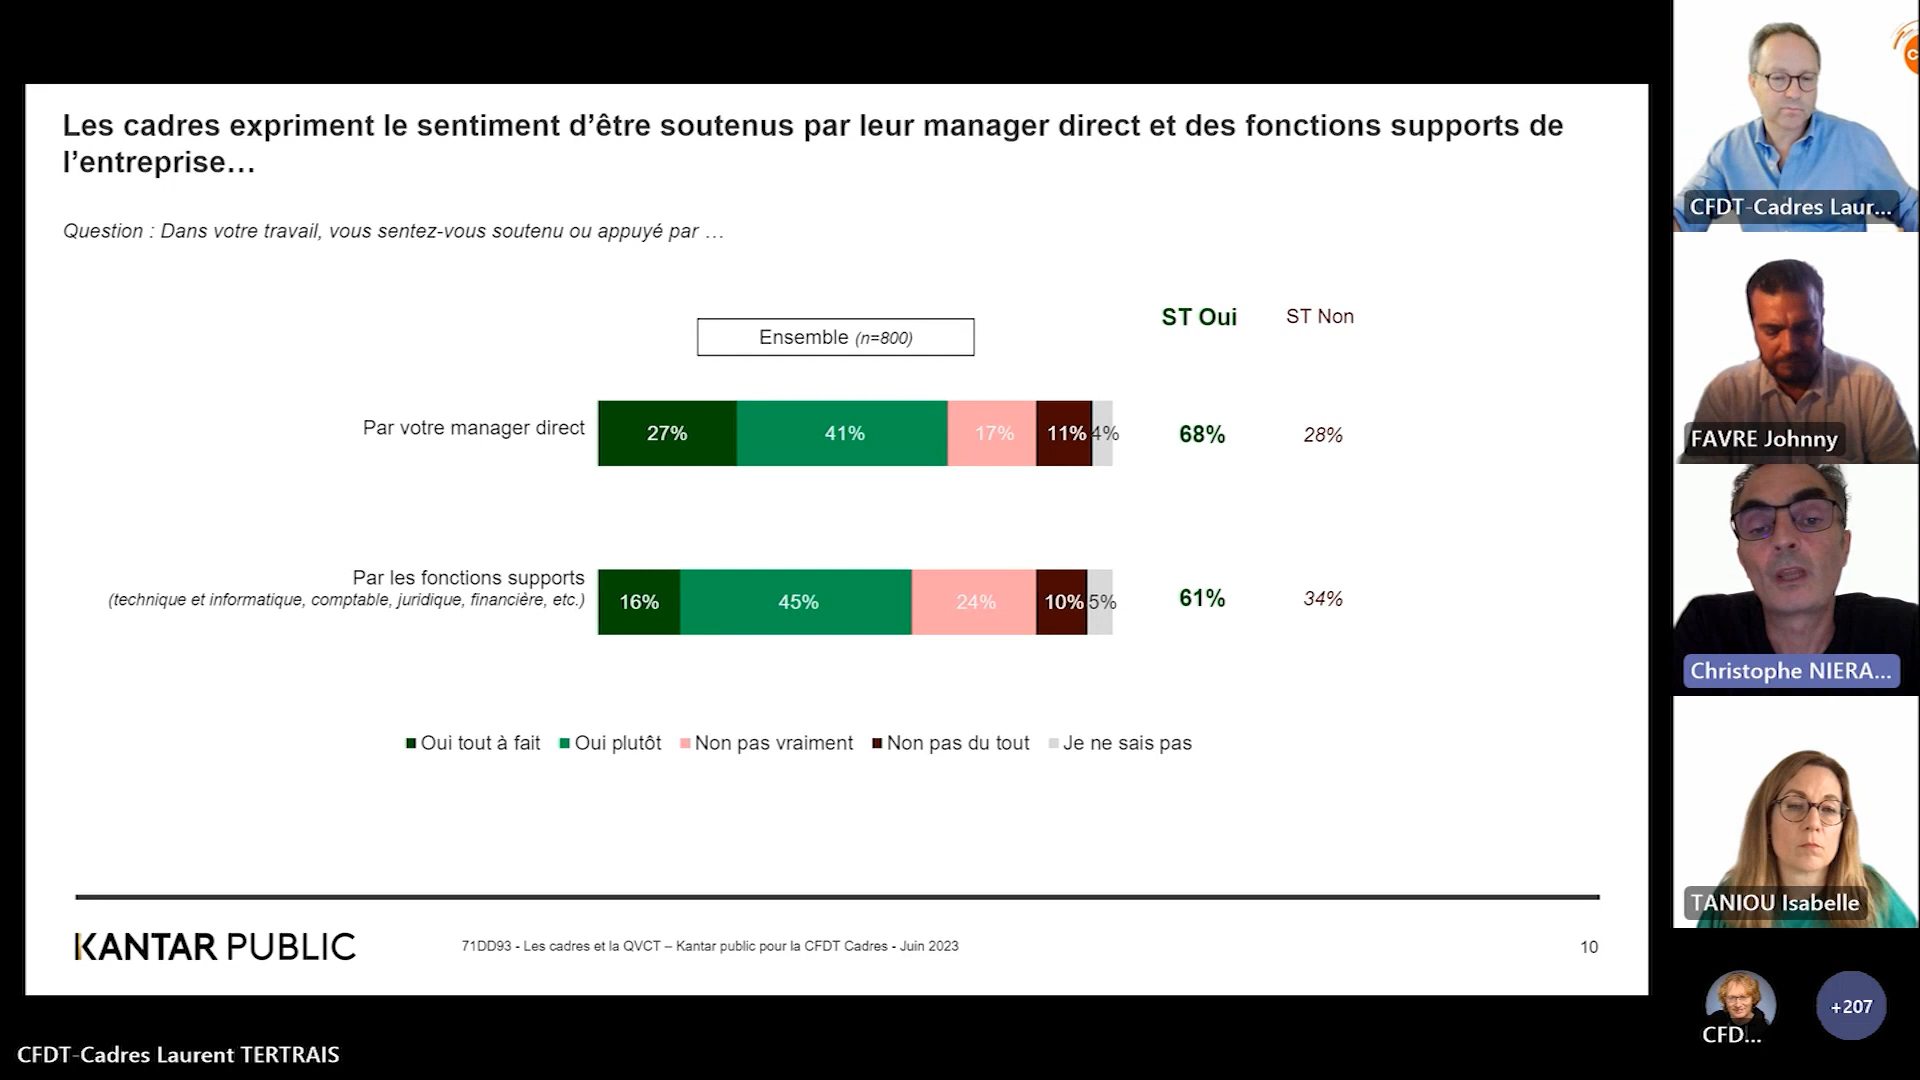 Les cadres expriment le sentiment d’être soutenus par leur manager direct et des fonctions supports de
l’entreprise…
Question : Dans votre travail, vous sentez-vous soutenu ou appuyé par …
Ensemble (n=800)
ST Oui
ST Non
Par votre manager direct
27%
41%
17%
11%
4%
68%
28%
Par les fonctions supports
(technique et informatique, comptable, juridique, financière, etc.)
16%
45%
24%
10%
5%
61%
34%
Oui tout à fait
Oui plutôt
Non pas vraiment
Non pas du tout
Je ne sais pas
KANTAR PUBLIC
71DD93 - Les cadres et la QVCT – Kantar public pour la CFDT Cadres - Juin 2023
10
CFDT-Cadres Laur...
FAVRE Johnny
Christophe NIERA...
TANIOU Isabelle
CFD...
+207
CFDT-Cadres Laurent TERTRAIS